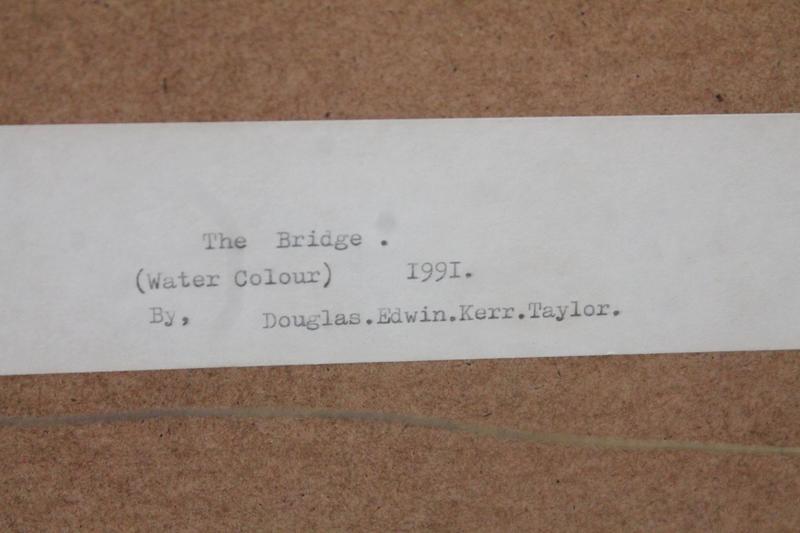 The Bridge .
(Water Colour) I99I.
By, Douglas.Edwin.Kerr.Taylor.